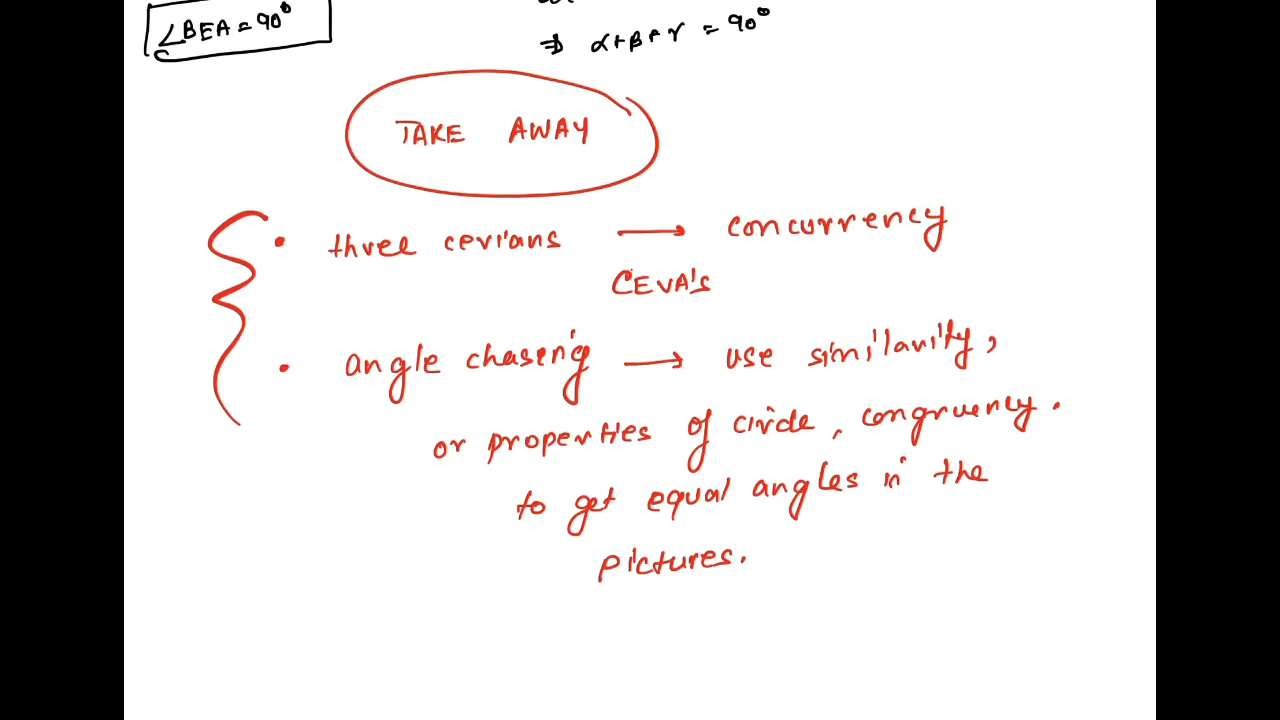 ∠BEA = 90°
⇒ α+β+γ = 90°
TAKE AWAY
• three cevians → concurrency
CEVA's
• angle chasing → use similarity,
or properties of circle, congruency.
to get equal angles in the
pictures.